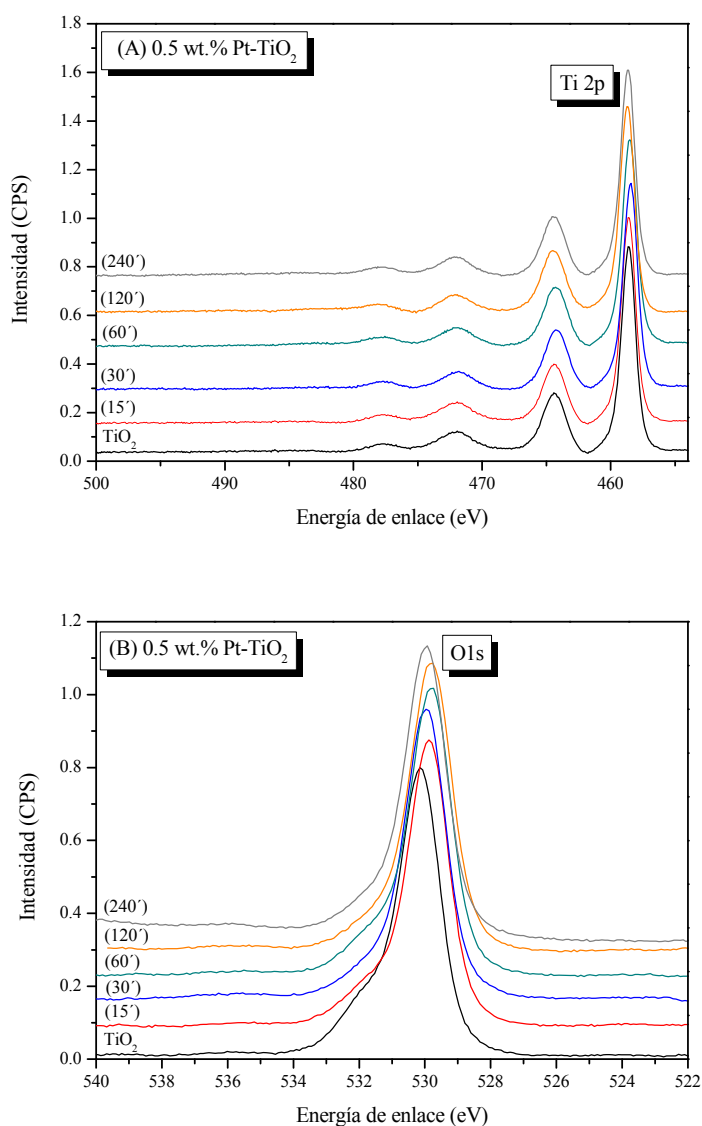 (A) 0.5 wt.% Pt-TiO₂
Ti 2p
Intensidad (CPS)
1.8
1.6
1.4
1.2
1.0
0.8
0.6
0.4
0.2
0.0
(240´)
(120´)
(60´)
(30´)
(15´)
TiO₂
500 490 480 470 460
Energía de enlace (eV)
(B) 0.5 wt.% Pt-TiO₂
O1s
Intensidad (CPS)
1.2
1.0
0.8
0.6
0.4
0.2
0.0
(240´)
(120´)
(60´)
(30´)
(15´)
TiO₂
540 538 536 534 532 530 528 526 524 522
Energía de enlace (eV)